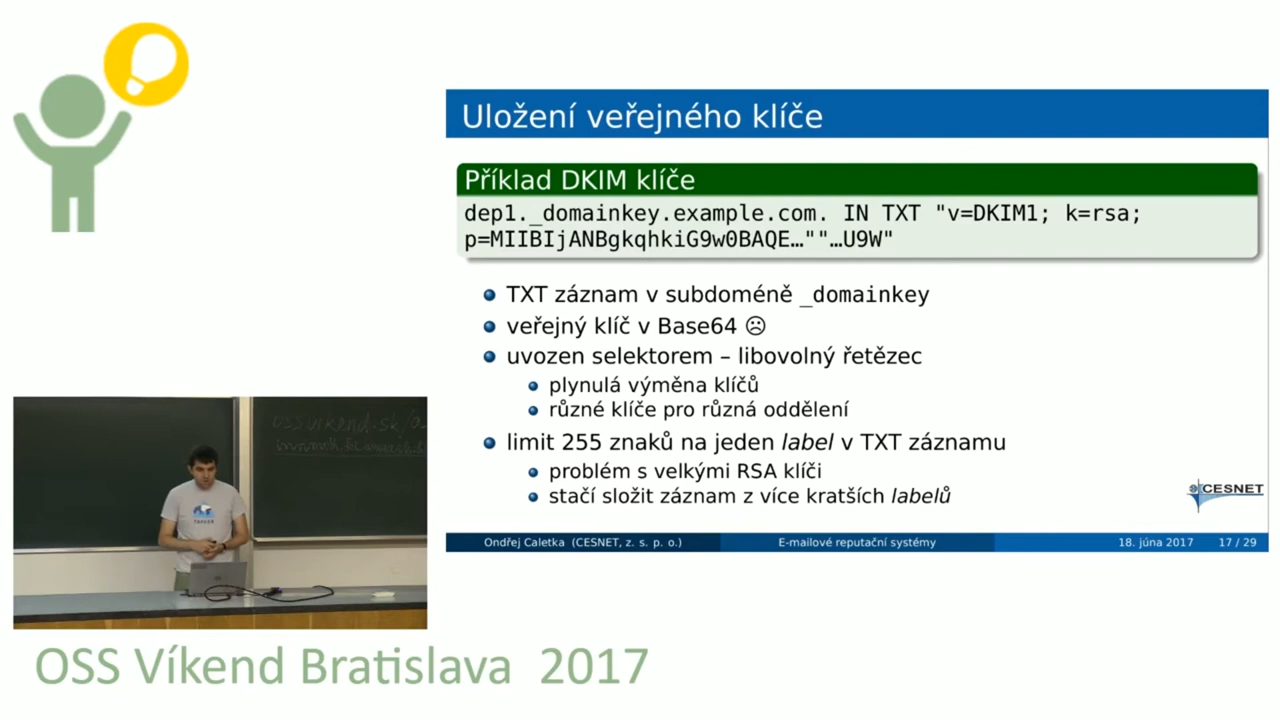 Uložení veřejného klíče
Příklad DKIM klíče
dep1._domainkey.example.com. IN TXT "v=DKIM1; k=rsa;
p=MIIBIjANBgkqhkiG9w0BAQE…""…U9W"
TXT záznam v subdoméně _domainkey
veřejný klíč v Base64 ☹
uvozen selektorem – libovolný řetězec
plynulá výměna klíčů
různé klíče pro různá oddělení
limit 255 znaků na jeden label v TXT záznamu
problém s velkými RSA klíči
stačí složit záznam z více kratších labelů
CESNET
Ondřej Caletka (CESNET, z. s. p. o.) E-mailové reputační systémy 18. júna 2017 17 / 29
OSS Víkend Bratislava 2017